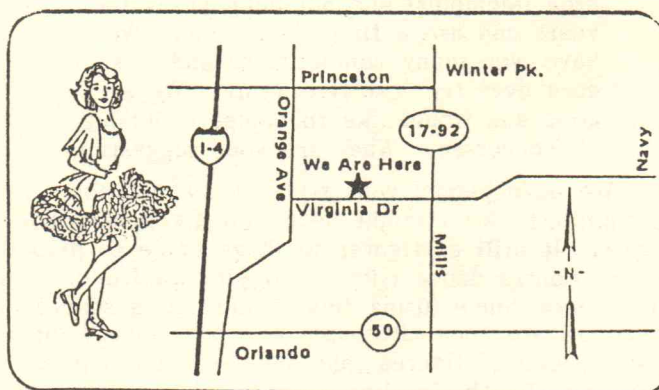 Princeton
Winter Pk.
Orange Ave
I-4
17-92
Navy
We Are Here
Virginia Dr
Mills
-N-
50
Orlando